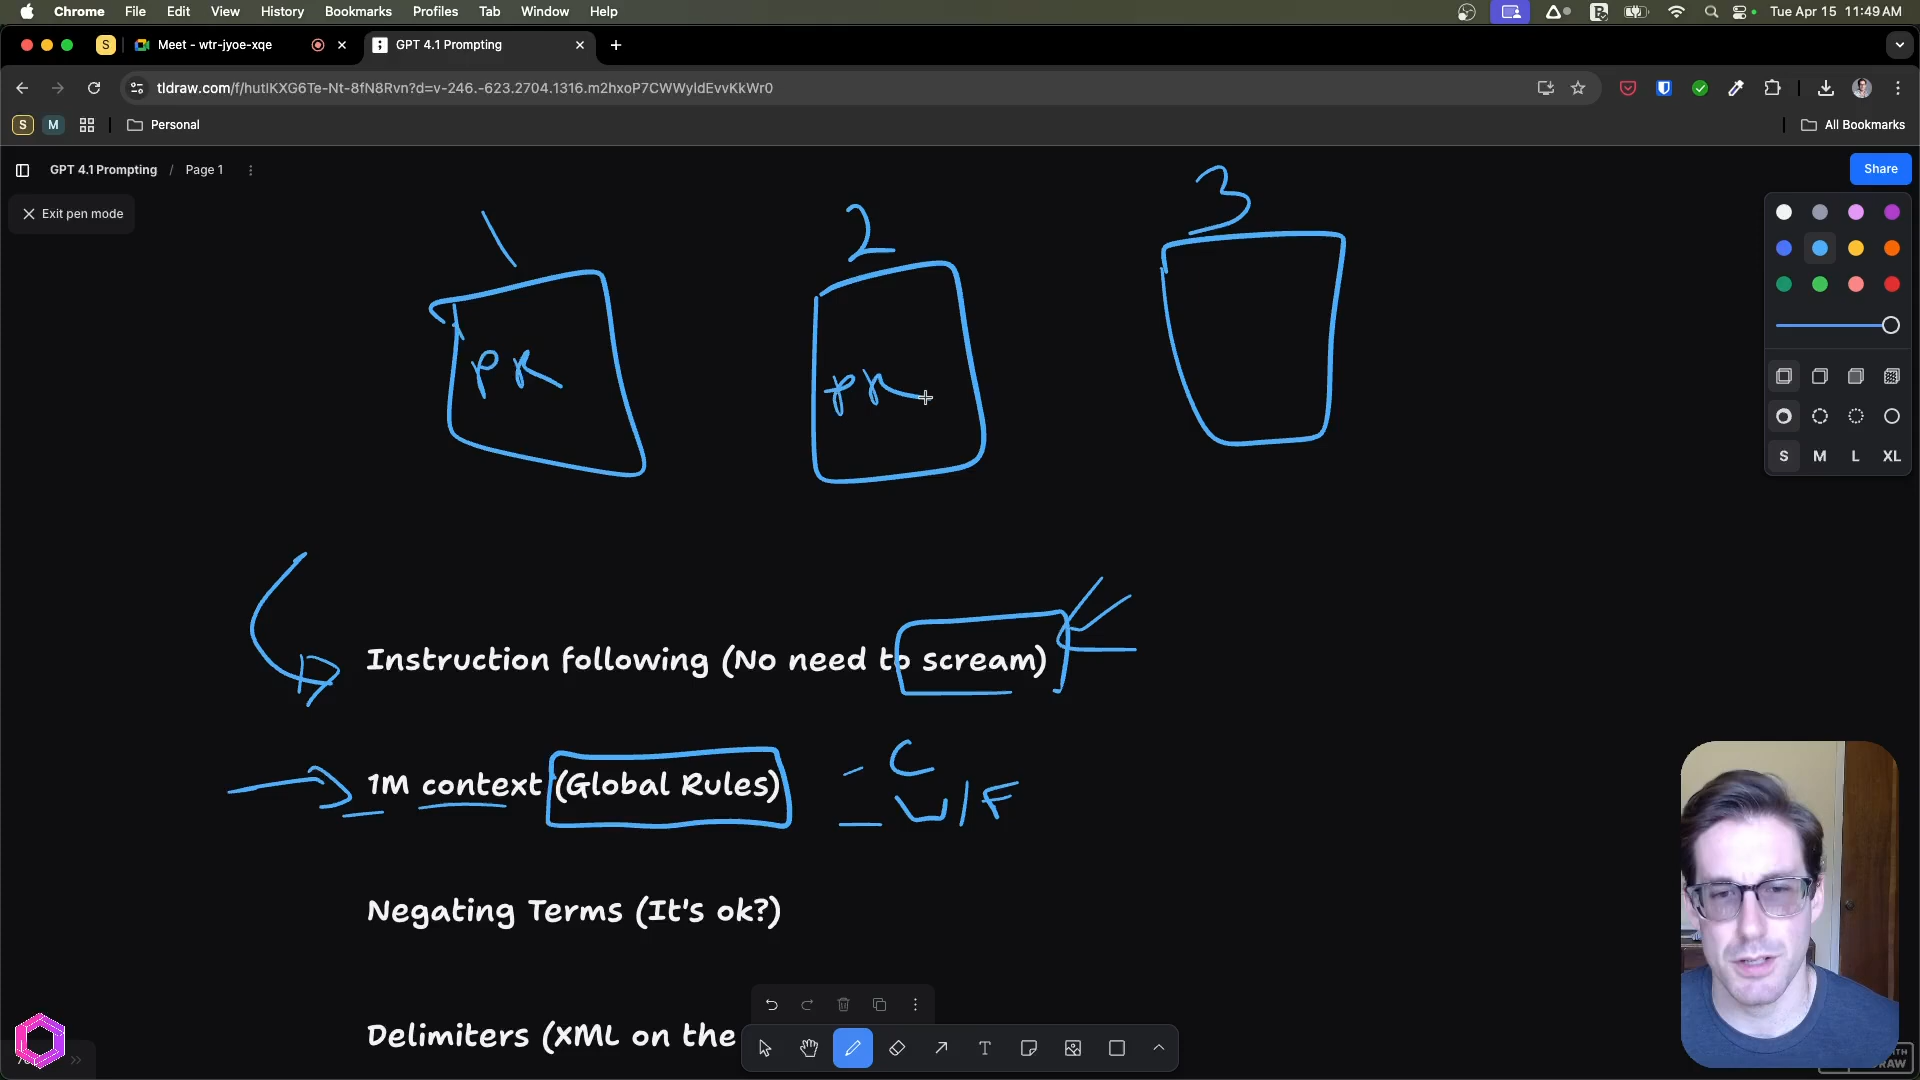 Chrome File Edit View History Bookmarks Profiles Tab Window Help Tue Apr 15 11:49 AM
S Meet - wtr-jyoe-xqe GPT 4.1 Prompting
tldraw.com/f/hutIKXG6Te-Nt-8fN8Rvn?d=v-246.-623.2704.1316.m2hxoP7CWWyldEvvKkWr0
S M Personal All Bookmarks
GPT 4.1 Prompting / Page 1 Share
Exit pen mode
1 2 3
PR PR
S M L XL
Instruction following (No need to scream)
1M context (Global Rules) - C
- W/F
Negating Terms (It's ok?)
Delimiters (XML on the